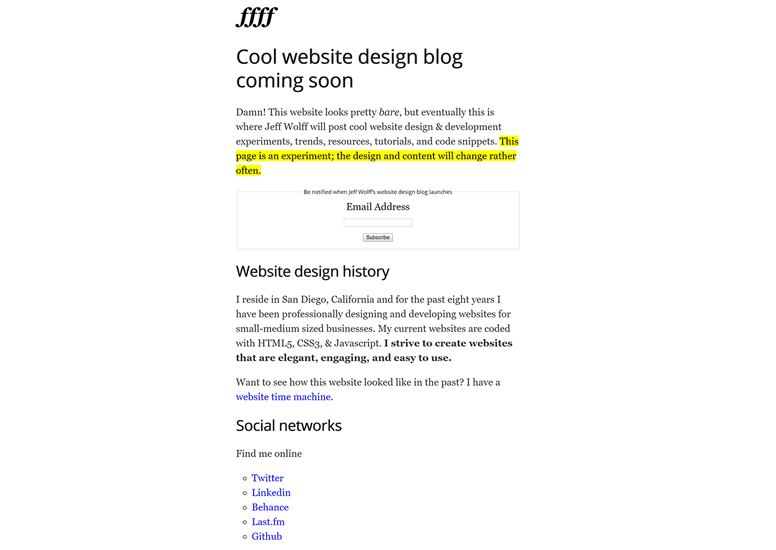 ffff
Cool website design blog
coming soon
Damn! This website looks pretty bare, but eventually this is
where Jeff Wolff will post cool website design & development
experiments, trends, resources, tutorials, and code snippets. This
page is an experiment; the design and content will change rather
often.
Be notified when Jeff Wolff's website design blog launches
Email Address
Subscribe
Website design history
I reside in San Diego, California and for the past eight years I
have been professionally designing and developing websites for
small-medium sized businesses. My current websites are coded
with HTML5, CSS3, & Javascript. I strive to create websites
that are elegant, engaging, and easy to use.
Want to see how this website looked like in the past? I have a
website time machine.
Social networks
Find me online
Twitter
Linkedin
Behance
Last.fm
Github